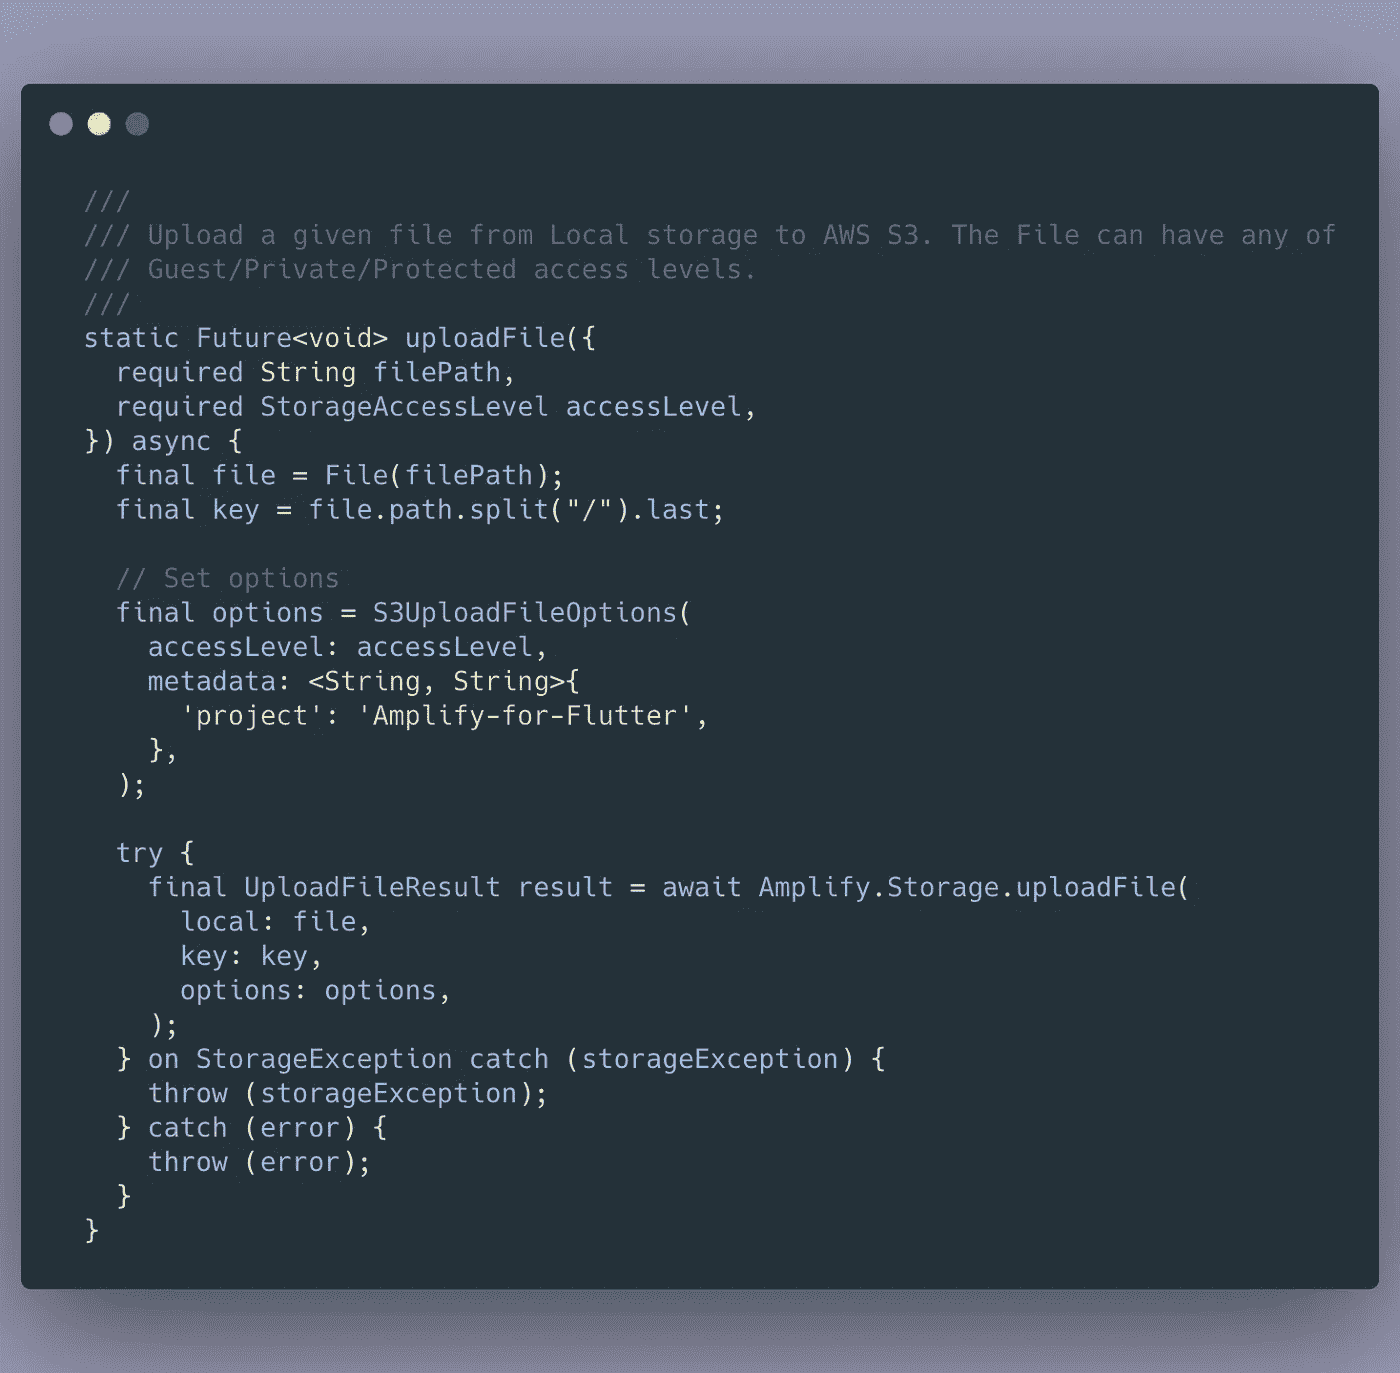 ///
/// Upload a given file from Local storage to AWS S3. The File can have any of
/// Guest/Private/Protected access levels.
///
static Future<void> uploadFile({
  required String filePath,
  required StorageAccessLevel accessLevel,
}) async {
  final file = File(filePath);
  final key = file.path.split("/").last;

  // Set options
  final options = S3UploadFileOptions(
    accessLevel: accessLevel,
    metadata: <String, String>{
      'project': 'Amplify-for-Flutter',
    },
  );

  try {
    final UploadFileResult result = await Amplify.Storage.uploadFile(
      local: file,
      key: key,
      options: options,
    );
  } on StorageException catch (storageException) {
    throw (storageException);
  } catch (error) {
    throw (error);
  }
}